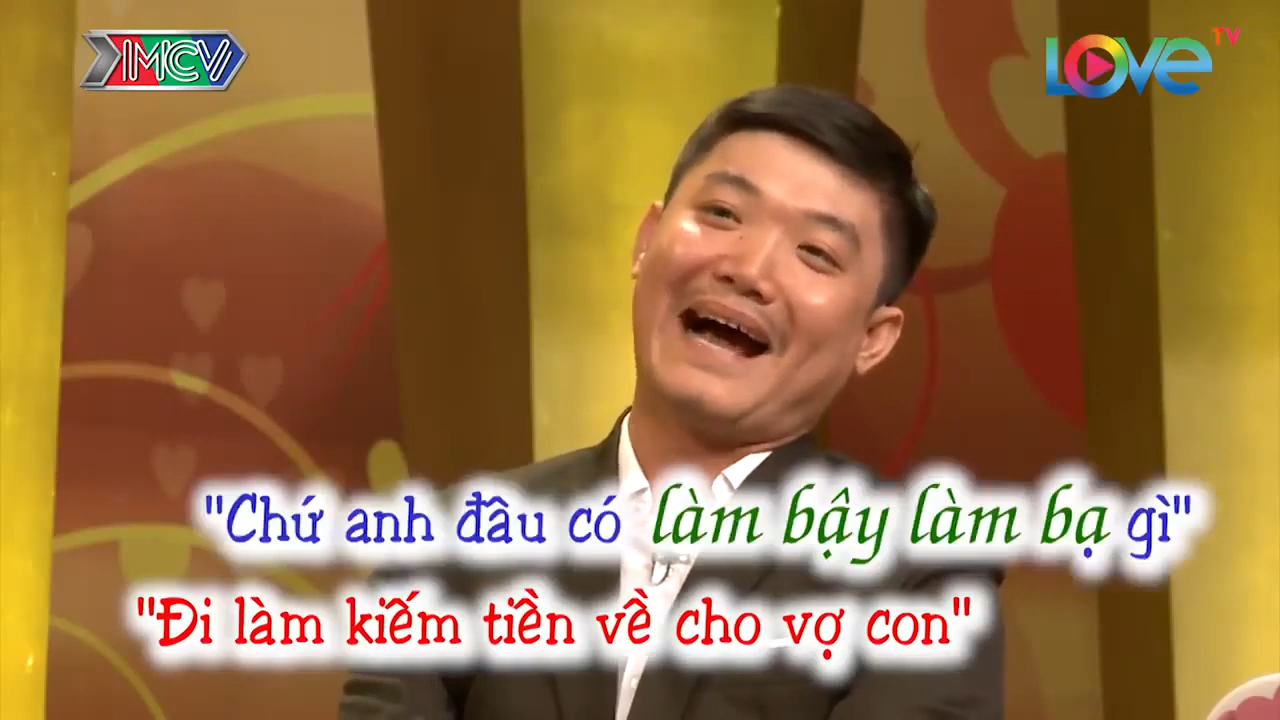 MCV
LOVE TV
"Chứ anh đâu có làm bậy làm bạ gì"
"Đi làm kiếm tiền về cho vợ con"